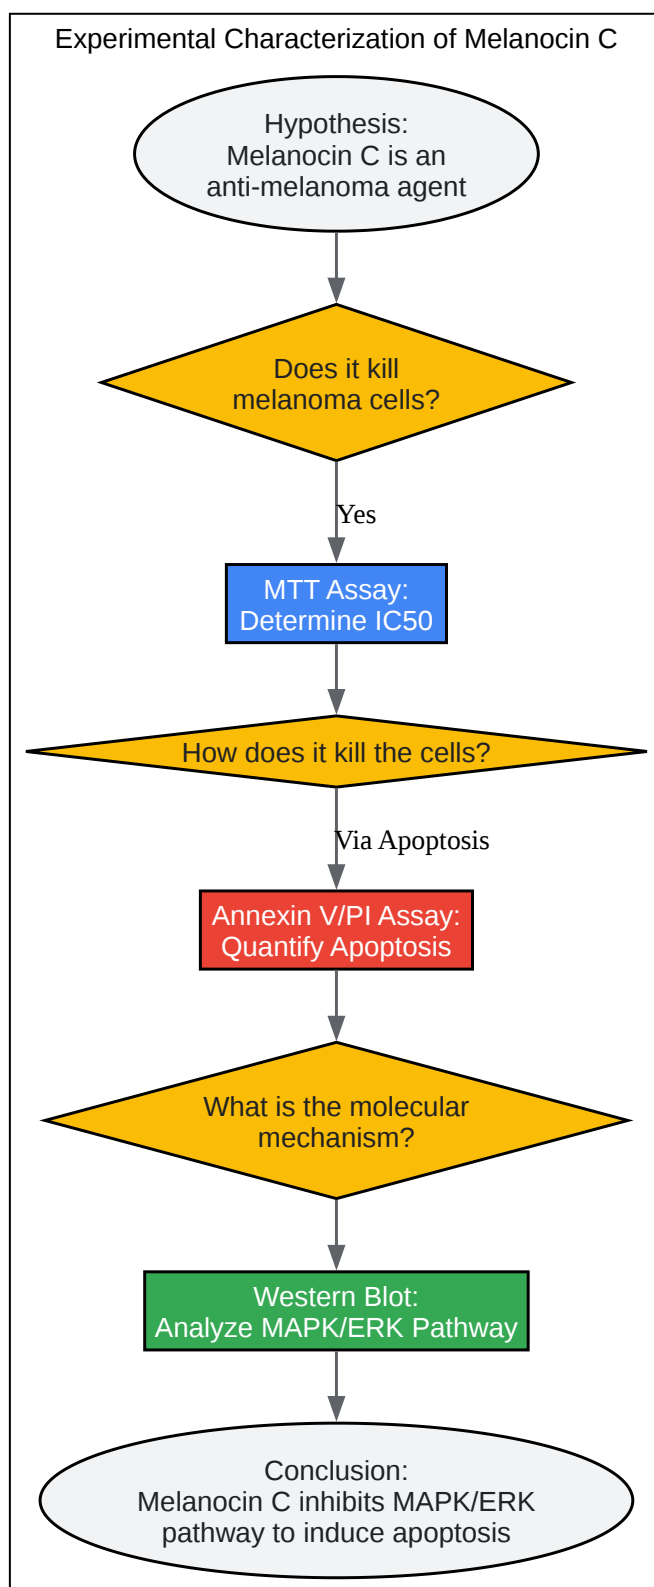 Experimental Characterization of Melanocin C
Hypothesis:
Melanocin C is an
anti-melanoma agent
Does it kill
melanoma cells?
Yes
MTT Assay:
Determine IC50
How does it kill the cells?
Via Apoptosis
Annexin V/PI Assay:
Quantify Apoptosis
What is the molecular
mechanism?
Western Blot:
Analyze MAPK/ERK Pathway
Conclusion:
Melanocin C inhibits MAPK/ERK
pathway to induce apoptosis